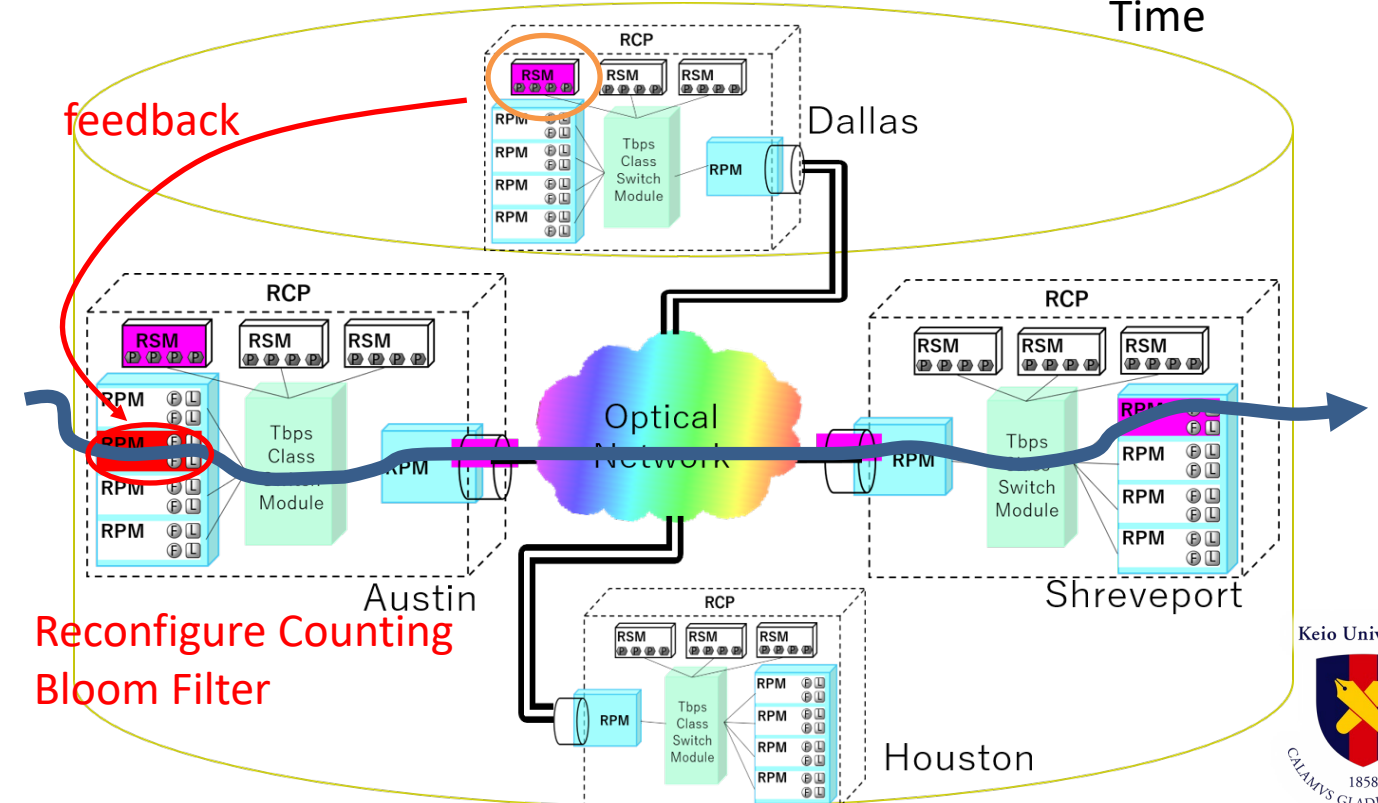 Time
feedback
RCP
RSM
P P P P
RSM
P P P P
RSM
P P P P
RPM F L
F L
RPM F L
F L
RPM F L
F L
RPM F L
F L
Tbps
Class
Switch
Module
RPM
Dallas
RCP
RSM
P P P P
RSM
P P P P
RSM
P P P P
RPM F L
F L
RPM F L
L
RPM F L
F L
RPM F L
F L
Tbps
Class
Module
RPM
Austin
Optical
Network
RCP
RSM
P P P P
RSM
P P P P
RSM
P P P P
RPM
Tbps
Switch
Module
RPM
F L
RPM F L
F L
RPM F L
F L
RPM F L
F L
Shreveport
Reconfigure Counting
Bloom Filter
RCP
RSM
P P P P
RSM
P P P P
RSM
P P P P
RPM
Tbps
Class
Switch
Module
RPM F L
F L
RPM F L
F L
RPM F L
F L
RPM F L
F L
Houston
Keio Univ
1858
CALAMVS GLAD